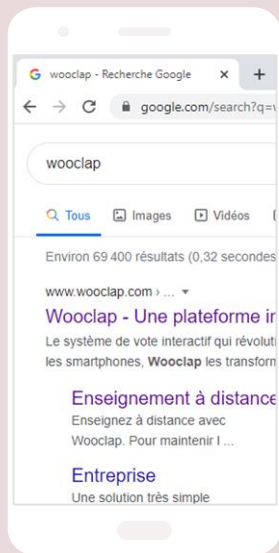 wooclap - Recherche Google
google.com/search?q=
wooclap
Tous Images Vidéos
Environ 69 400 résultats (0,32 secondes
www.wooclap.com › ...
Wooclap - Une plateforme in
Le système de vote interactif qui révoluti
les smartphones, Wooclap les transform
Enseignement à distance
Enseignez à distance avec
Wooclap. Pour maintenir l ...
Entreprise
Une solution très simple